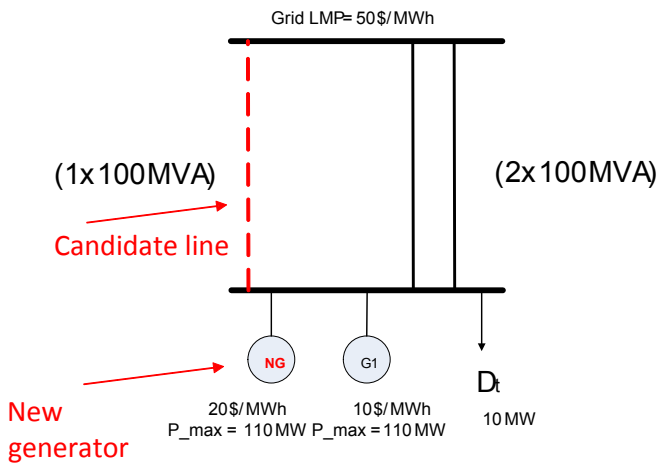 Grid LMP= 50$/MWh
(1x100MVA)
(2x100MVA)
Candidate line
NG
G1
Dt
10MW
20$/MWh
10$/MWh
P_max = 110MW
P_max=110MW
New
generator